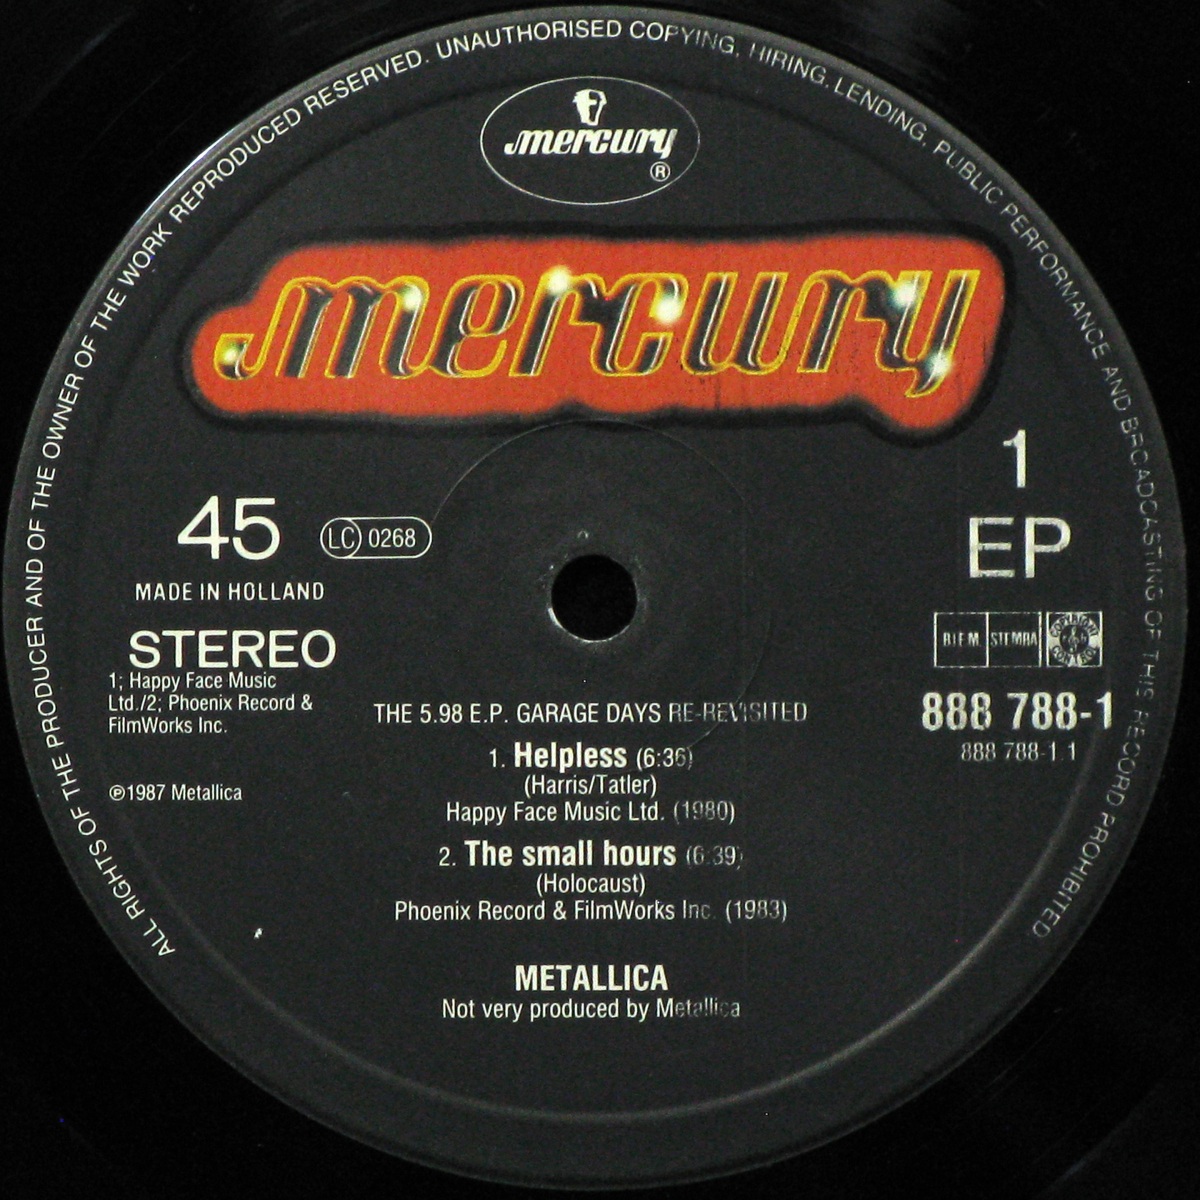 ALL RIGHTS OF THE PRODUCER AND OF THE OWNER OF THE WORK REPRODUCED RESERVED. UNAUTHORISED COPYING, HIRING, LENDING, PUBLIC PERFORMANCE AND BROADCASTING OF THIS RECORD PROHIBITED
mercury
®
mercury
1
EP
45
LC 0268
MADE IN HOLLAND
STEREO
1; Happy Face Music
Ltd./2; Phoenix Record &
FilmWorks Inc.
℗1987 Metallica
B.I.E.M. STEMRA COPYRIGHT CONTROL
888 788-1
888 788-1.1
THE 5.98 E.P. GARAGE DAYS RE-REVISITED
1. Helpless (6:36)
(Harris/Tatler)
Happy Face Music Ltd. (1980)
2. The small hours (6:39)
(Holocaust)
Phoenix Record & FilmWorks Inc. (1983)
METALLICA
Not very produced by Metallica